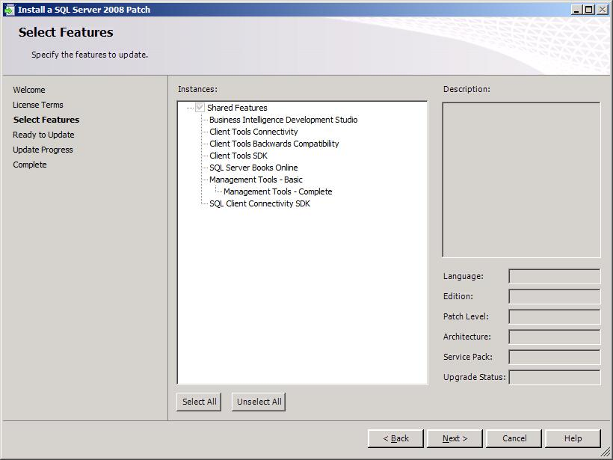 Install a SQL Server 2008 Patch
Select Features
Specify the features to update.
Welcome
License Terms
Select Features
Ready to Update
Update Progress
Complete
Instances:
Shared Features
Business Intelligence Development Studio
Client Tools Connectivity
Client Tools Backwards Compatibility
Client Tools SDK
SQL Server Books Online
Management Tools - Basic
Management Tools - Complete
SQL Client Connectivity SDK
Select All
Unselect All
Description:
Language:
Edition:
Patch Level:
Architecture:
Service Pack:
Upgrade Status:
< Back
Next >
Cancel
Help